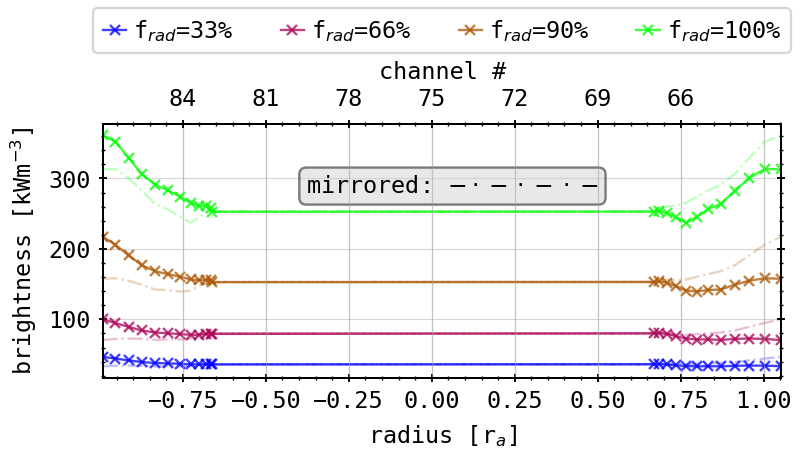 f_rad=33% f_rad=66% f_rad=90% f_rad=100%
channel #
84 81 78 75 72 69 66
mirrored:
brightness [kWm⁻³]
300
200
100
−0.75 −0.50 −0.25 0.00 0.25 0.50 0.75 1.00
radius [r_a]